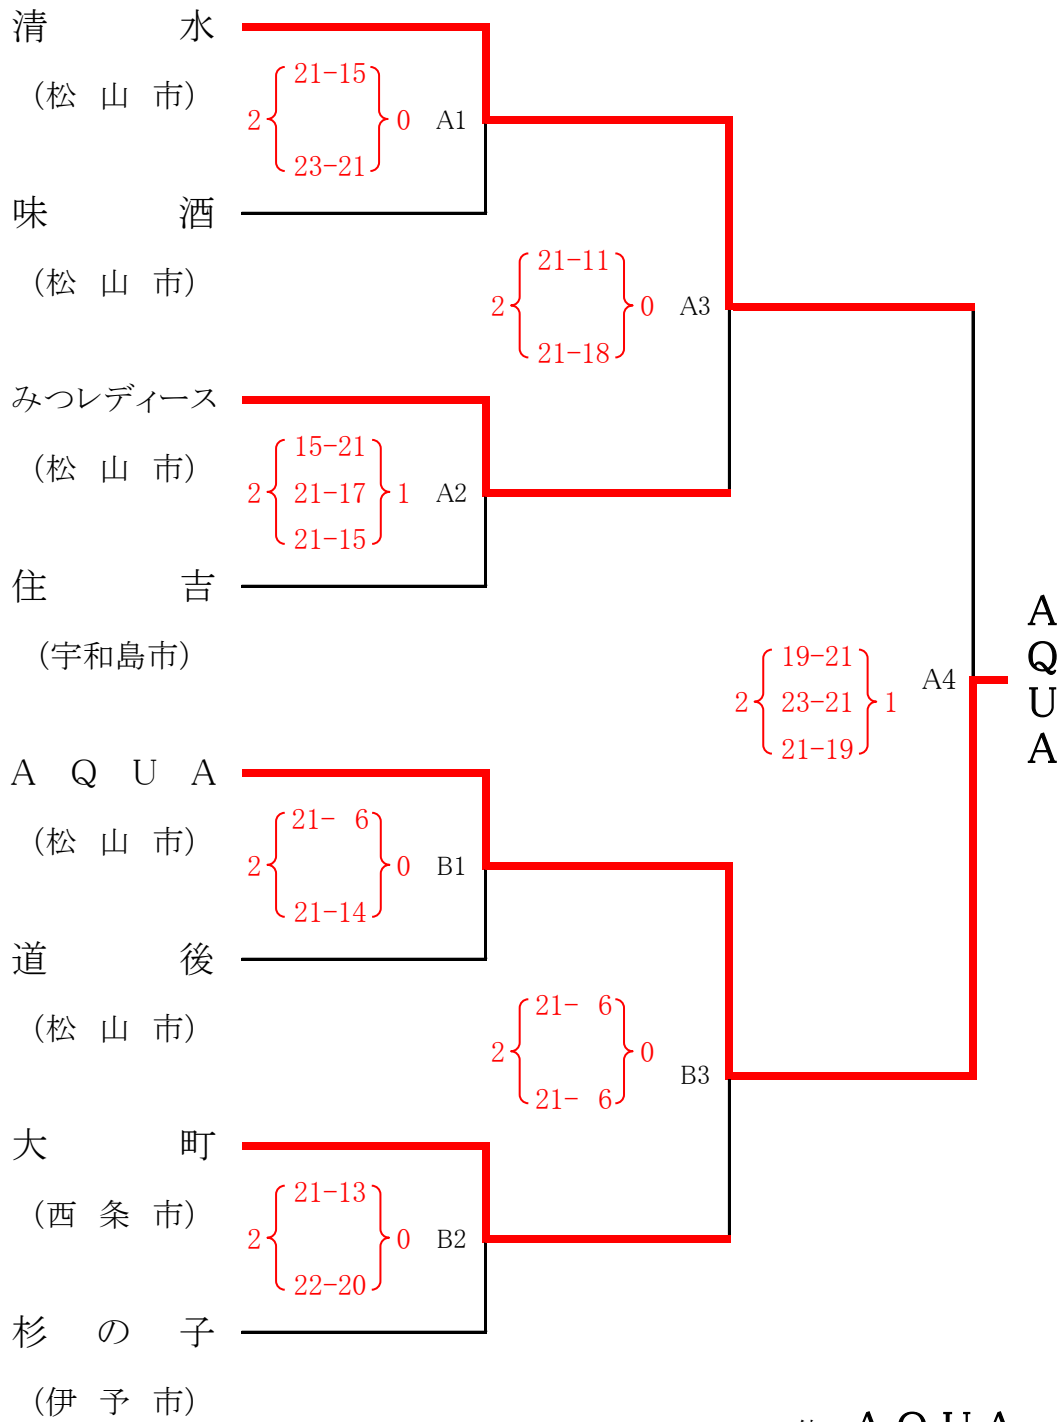 清 水
(松 山 市)
21-15
2 0 A1
23-21
味 酒
(松 山 市)
21-11
2 0 A3
21-18
みつレディース
(松 山 市)
15-21
2 21-17 1 A2
21-15
住 吉
(宇和島市)
19-21
2 23-21 1 A4
21-19
A
Q
U
A
A Q U A
(松 山 市)
21- 6
2 0 B1
21-14
道 後
(松 山 市)
21- 6
2 0 B3
21- 6
大 町
(西 条 市)
21-13
2 0 B2
22-20
杉 の 子
(伊 予 市)
A Q U A